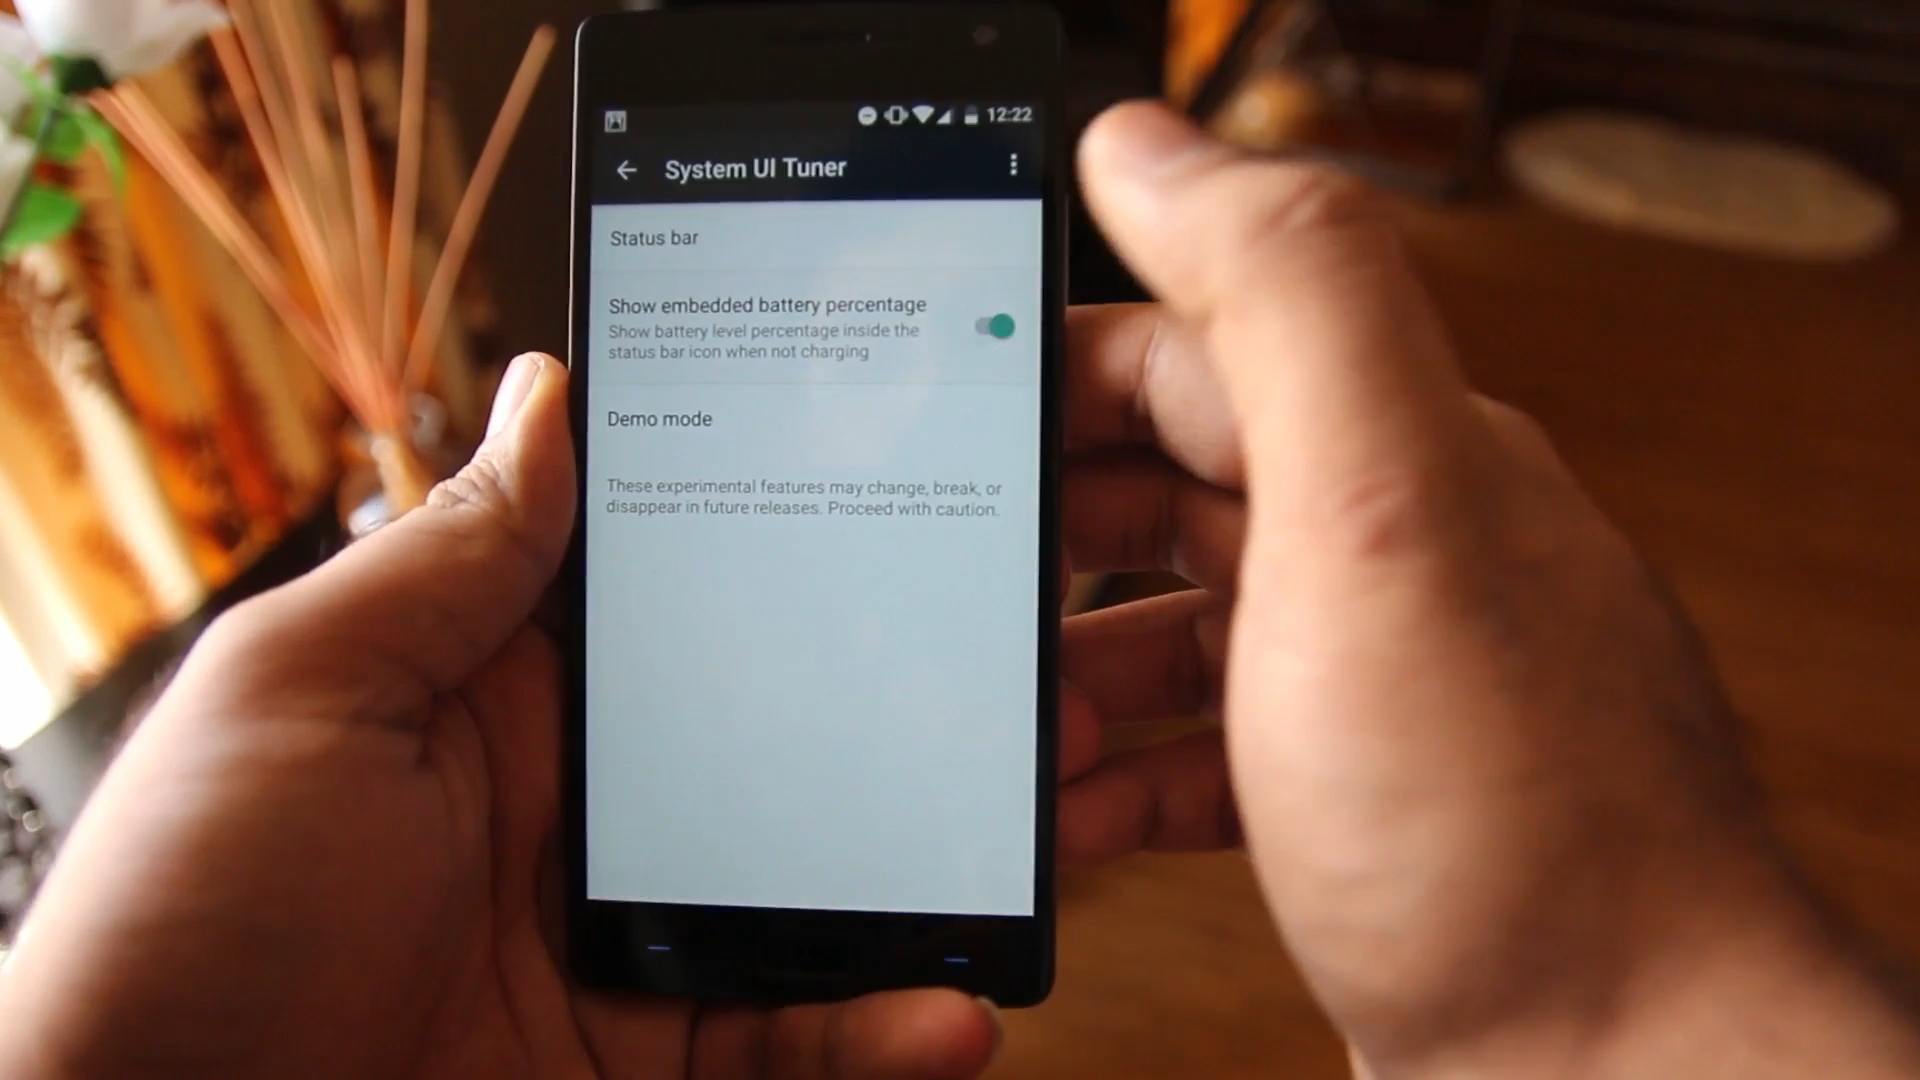 12:22
System UI Tuner
Status bar
Show embedded battery percentage
Show battery level percentage inside the
status bar icon when not charging
Demo mode
These experimental features may change, break, or
disappear in future releases. Proceed with caution.